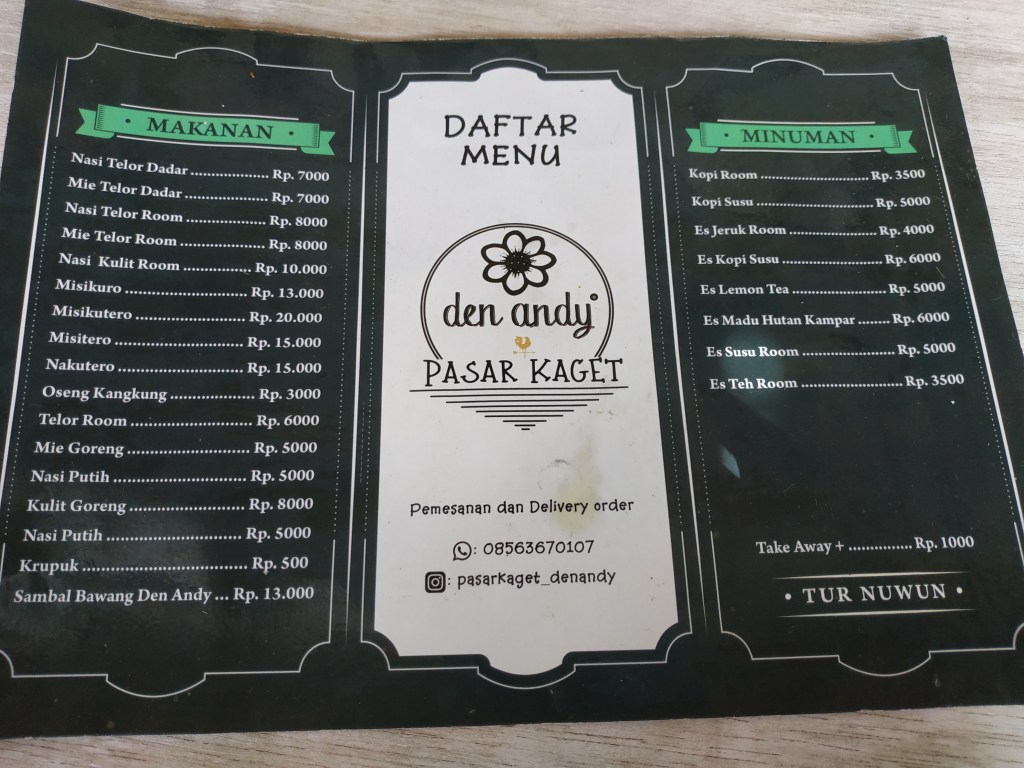 MAKANAN
Nasi Telor Dadar ................... Rp. 7000
Mie Telor Dadar ..................... Rp. 7000
Nasi Telor Room ..................... Rp. 8000
Mie Telor Room ...................... Rp. 8000
Nasi Kulit Room ................. Rp. 10.000
Misikuro ................................ Rp. 13.000
Misikutero ............................. Rp. 20.000
Misitero ................................. Rp. 15.000
Nakutero ................................ Rp. 15.000
Oseng Kangkung ...................... Rp. 3000
Telor Room .............................. Rp. 6000
Mie Goreng ............................... Rp. 5000
Nasi Putih .................................. Rp. 5000
Kulit Goreng ............................. Rp. 8000
Nasi Putih .................................. Rp. 5000
Krupuk ........................................ Rp. 500
Sambal Bawang Den Andy ... Rp. 13.000
DAFTAR
MENU
den andy
PASAR KAGET
Pemesanan dan Delivery order
: 08563670107
: pasarkaget_denandy
MINUMAN
Kopi Room ............................ Rp. 3500
Kopi Susu .............................. Rp. 5000
Es Jeruk Room ...................... Rp. 4000
Es Kopi Susu ......................... Rp. 6000
Es Lemon Tea ........................ Rp. 5000
Es Madu Hutan Kampar ........ Rp. 6000
Es Susu Room ........................ Rp. 5000
Es Teh Room ......................... Rp. 3500
Take Away + ............... Rp. 1000
• TUR NUWUN •